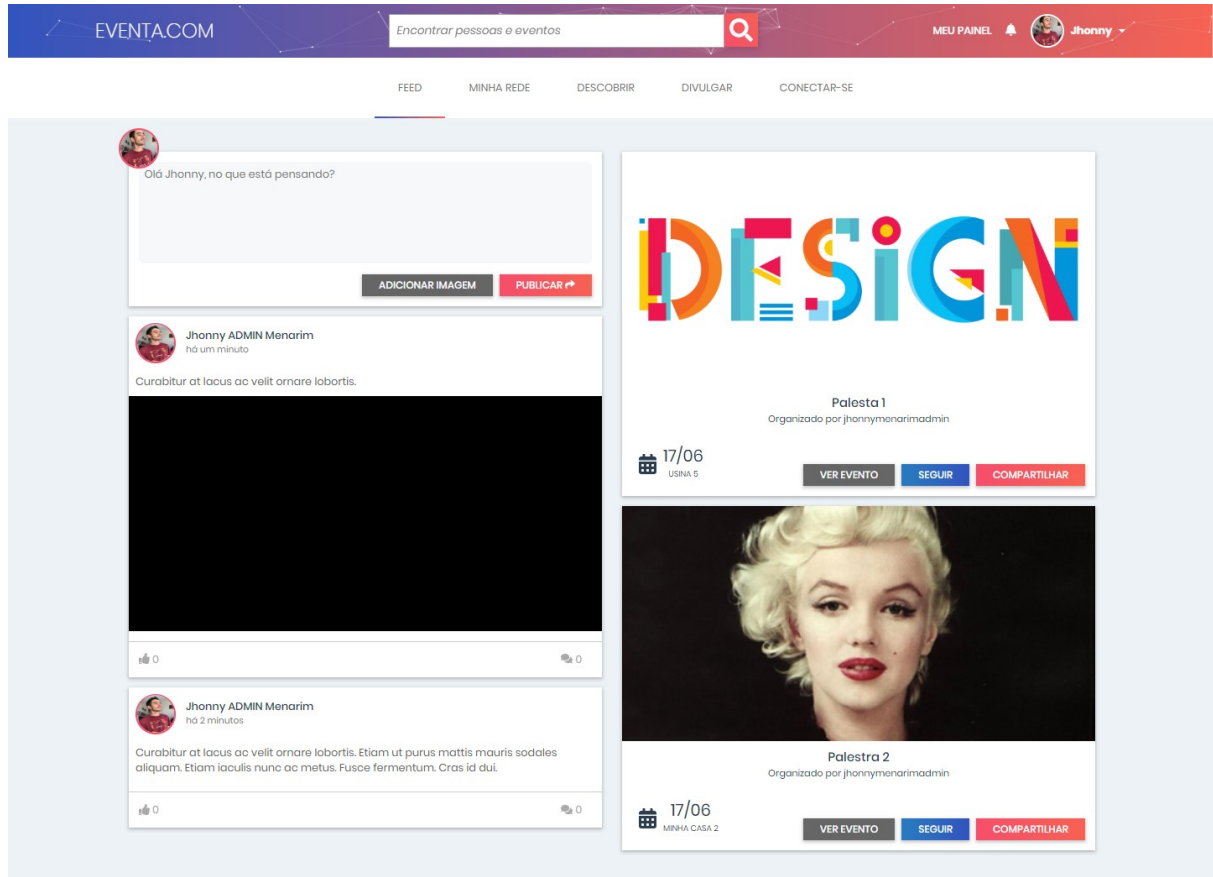 EVENTA.COM
Encontrar pessoas e eventos
MEU PAINEL
Jhonny
FEED
MINHA REDE
DESCOBRIR
DIVULGAR
CONECTAR-SE
Olá Jhonny, no que está pensando?
ADICIONAR IMAGEM
PUBLICAR
Jhonny ADMIN Menarim
há um minuto
Curabitur at lacus ac velit ornare lobortis.
0
0
Jhonny ADMIN Menarim
há 2 minutos
Curabitur at lacus ac velit ornare lobortis. Etiam ut purus mattis mauris sodales
aliquam. Etiam iaculis nunc ac metus. Fusce fermentum. Cras id dui.
0
0
DESiGN
Palesta 1
Organizado por jhonnymenarimadmin
17/06
USINA 5
VER EVENTO
SEGUIR
COMPARTILHAR
Palestra 2
Organizado por jhonnymenarimadmin
17/06
MINHA CASA 2
VER EVENTO
SEGUIR
COMPARTILHAR